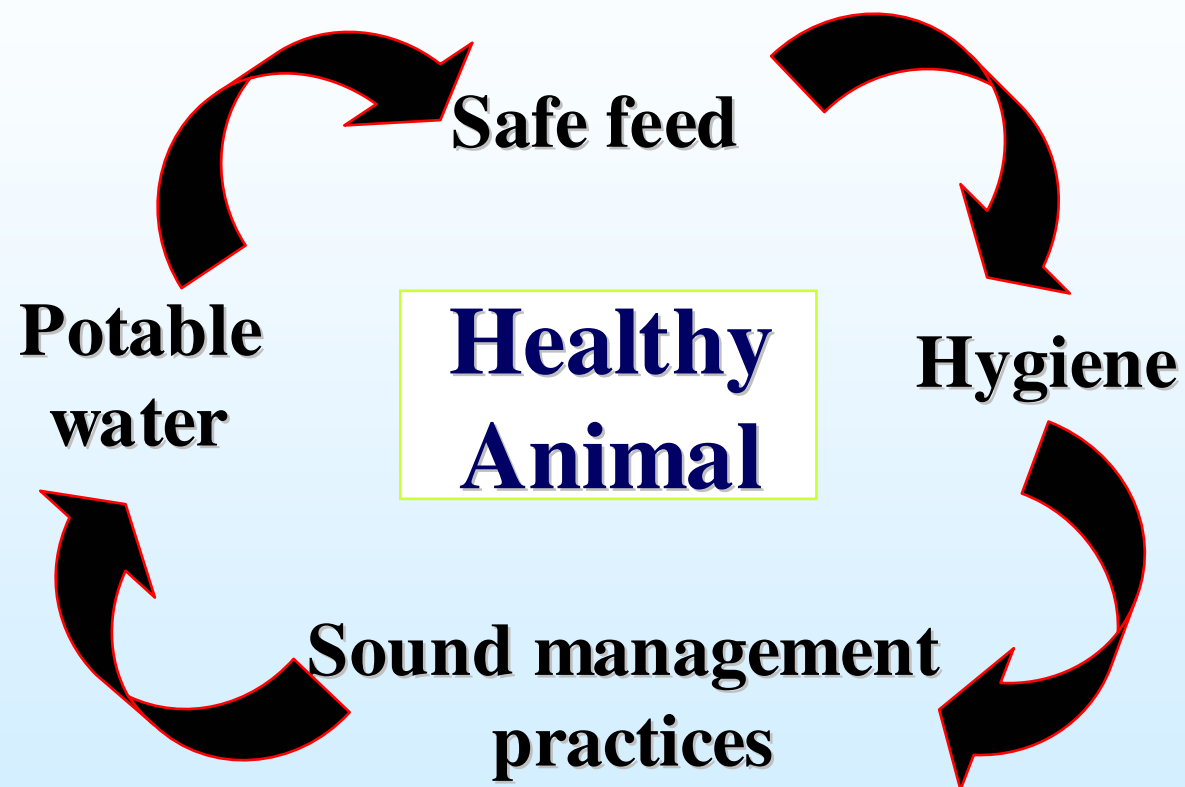 Safe feed
Potable
water
Healthy
Animal
Hygiene
Sound management
practices